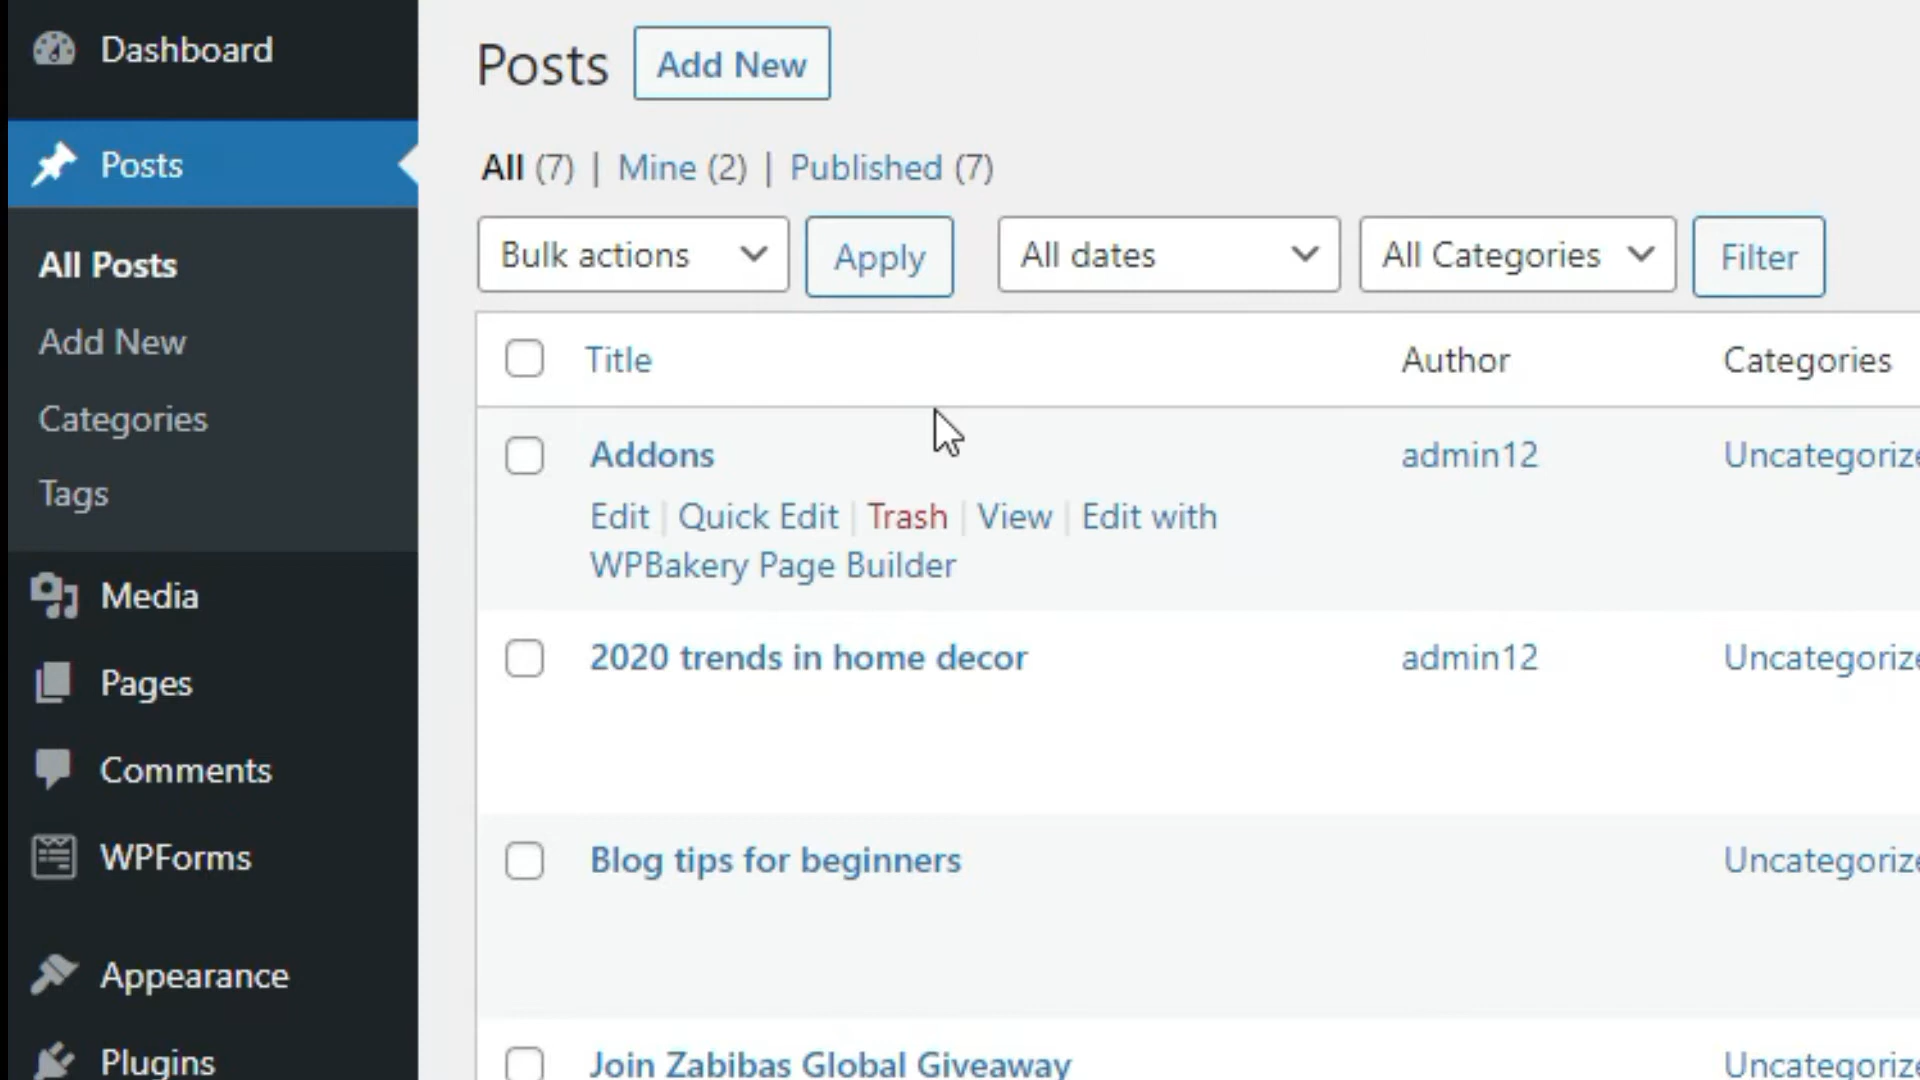 Dashboard
Posts
All Posts
Add New
Categories
Tags
Media
Pages
Comments
WPForms
Appearance
Plugins
Posts Add New
All (7) | Mine (2) | Published (7)
Bulk actions Apply All dates All Categories Filter
Title Author Categories
Addons admin12 Uncategorize
Edit | Quick Edit | Trash | View | Edit with
WPBakery Page Builder
2020 trends in home decor admin12 Uncategorize
Blog tips for beginners Uncategorize
Join Zabibas Global Giveaway Uncategorize